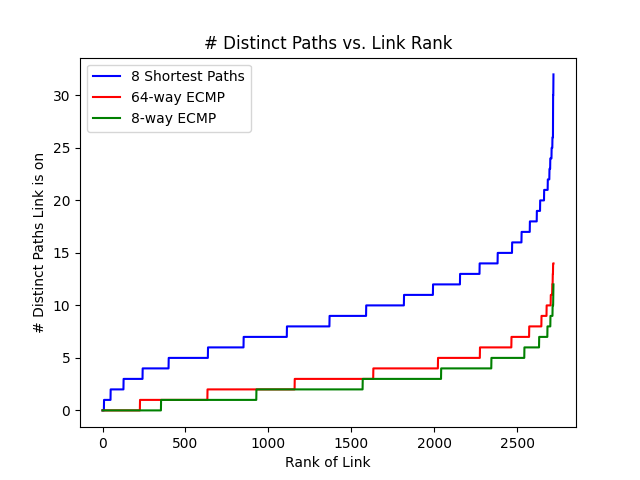 # Distinct Paths vs. Link Rank
8 Shortest Paths
64-way ECMP
8-way ECMP
# Distinct Paths Link is on
30
25
20
15
10
5
0
0 500 1000 1500 2000 2500
Rank of Link